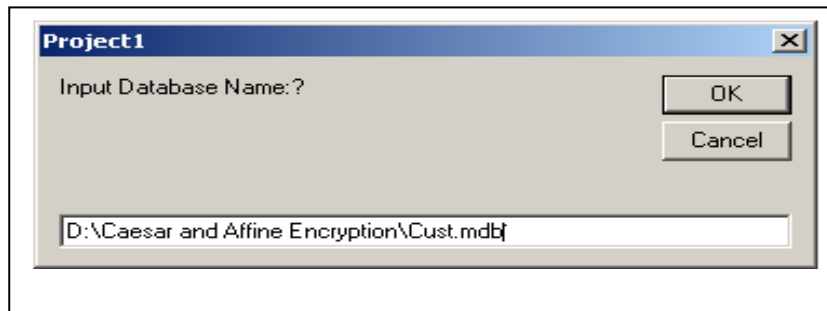 Project1
Input Database Name:?
OK
Cancel
D:\Caesar and Affine Encryption\Cust.mdb